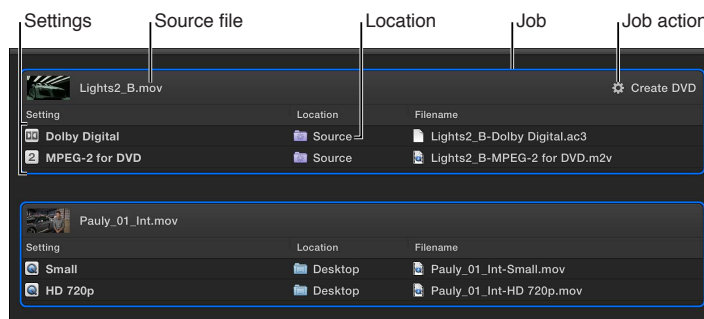 Settings Source file Location Job Job action
Lights2_B.mov Create DVD
Setting Location Filename
Dolby Digital Source Lights2_B-Dolby Digital.ac3
2 MPEG-2 for DVD Source Lights2_B-MPEG-2 for DVD.m2v
Pauly_01_Int.mov
Setting Location Filename
Small Desktop Pauly_01_Int-Small.mov
HD 720p Desktop Pauly_01_Int-HD 720p.mov